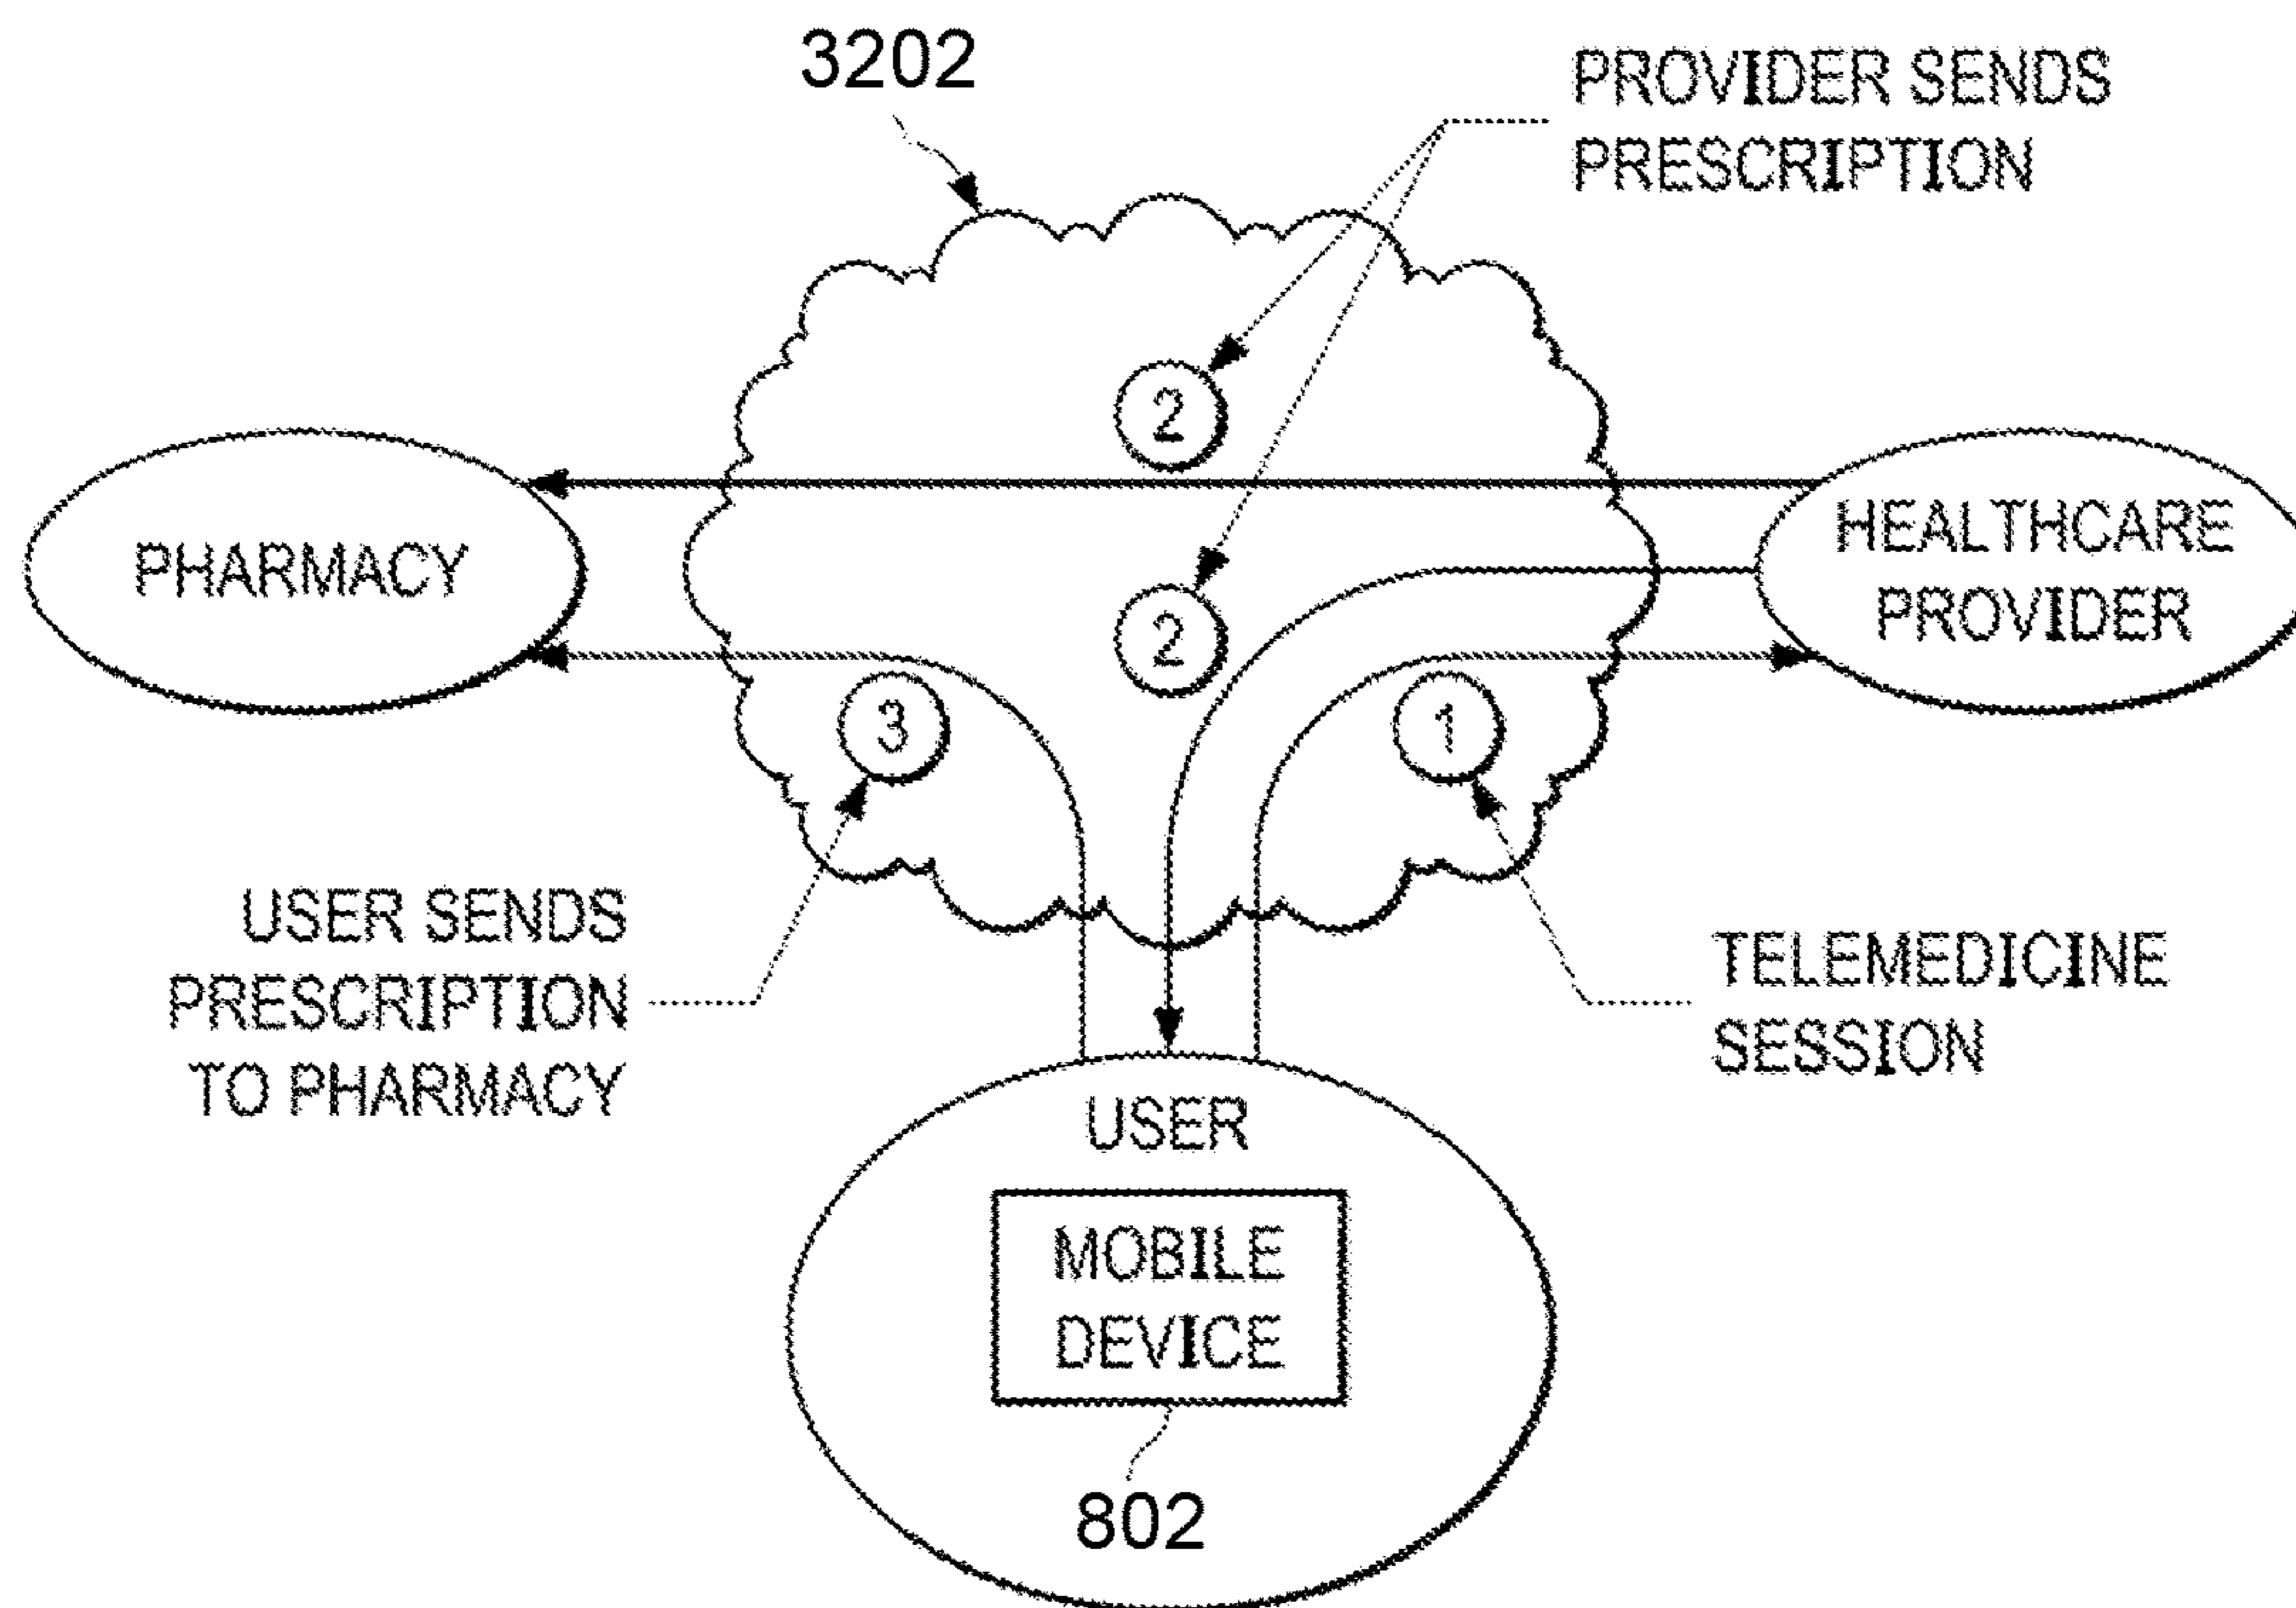 3202
PROVIDER SENDS
PRESCRIPTION
2
PHARMACY
HEALTHCARE
PROVIDER
2
3
1
USER SENDS
PRESCRIPTION
TO PHARMACY
TELEMEDICINE
SESSION
USER
MOBILE
DEVICE
802